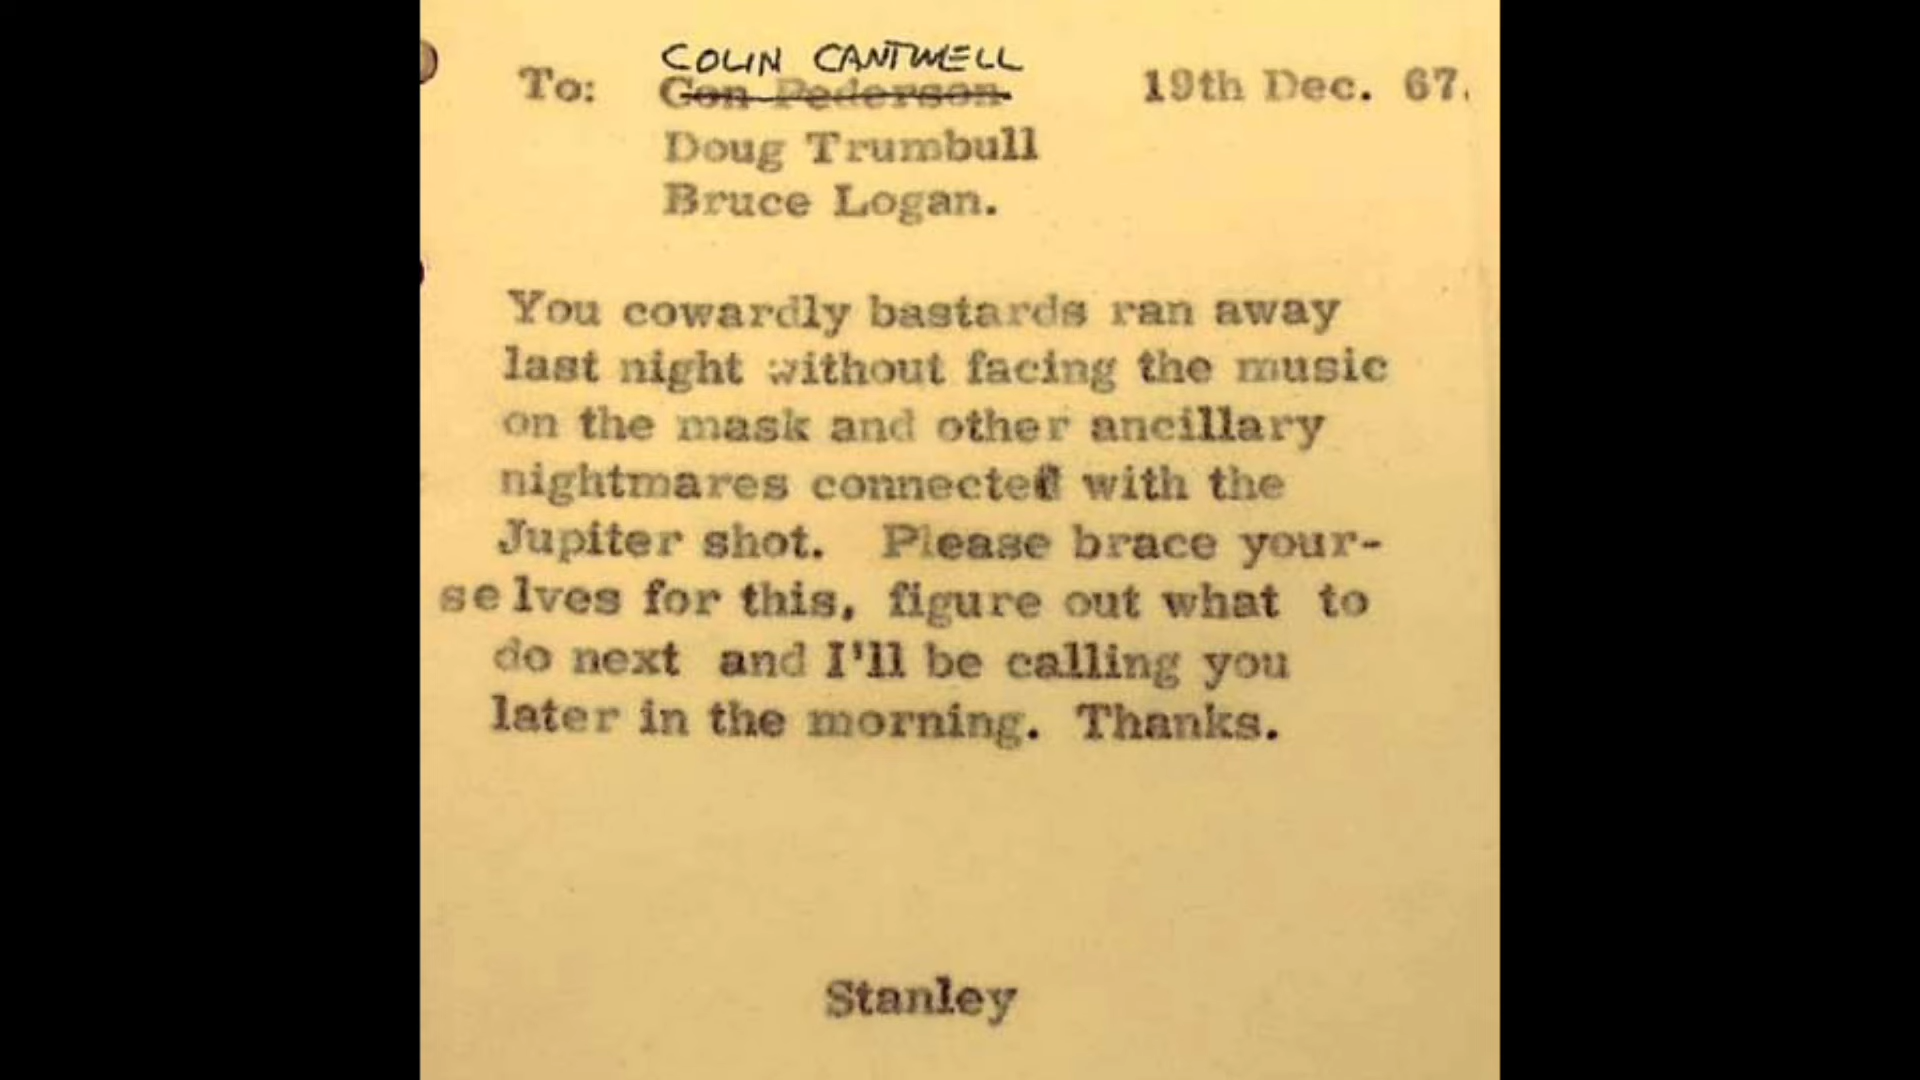 COLIN CANTWELL
To: Con Pederson 19th Dec. 67.
Doug Trumbull
Bruce Logan.
You cowardly bastards ran away
last night without facing the music
on the mask and other ancillary
nightmares connected with the
Jupiter shot. Please brace your-
selves for this, figure out what to
do next and I'll be calling you
later in the morning. Thanks.
Stanley